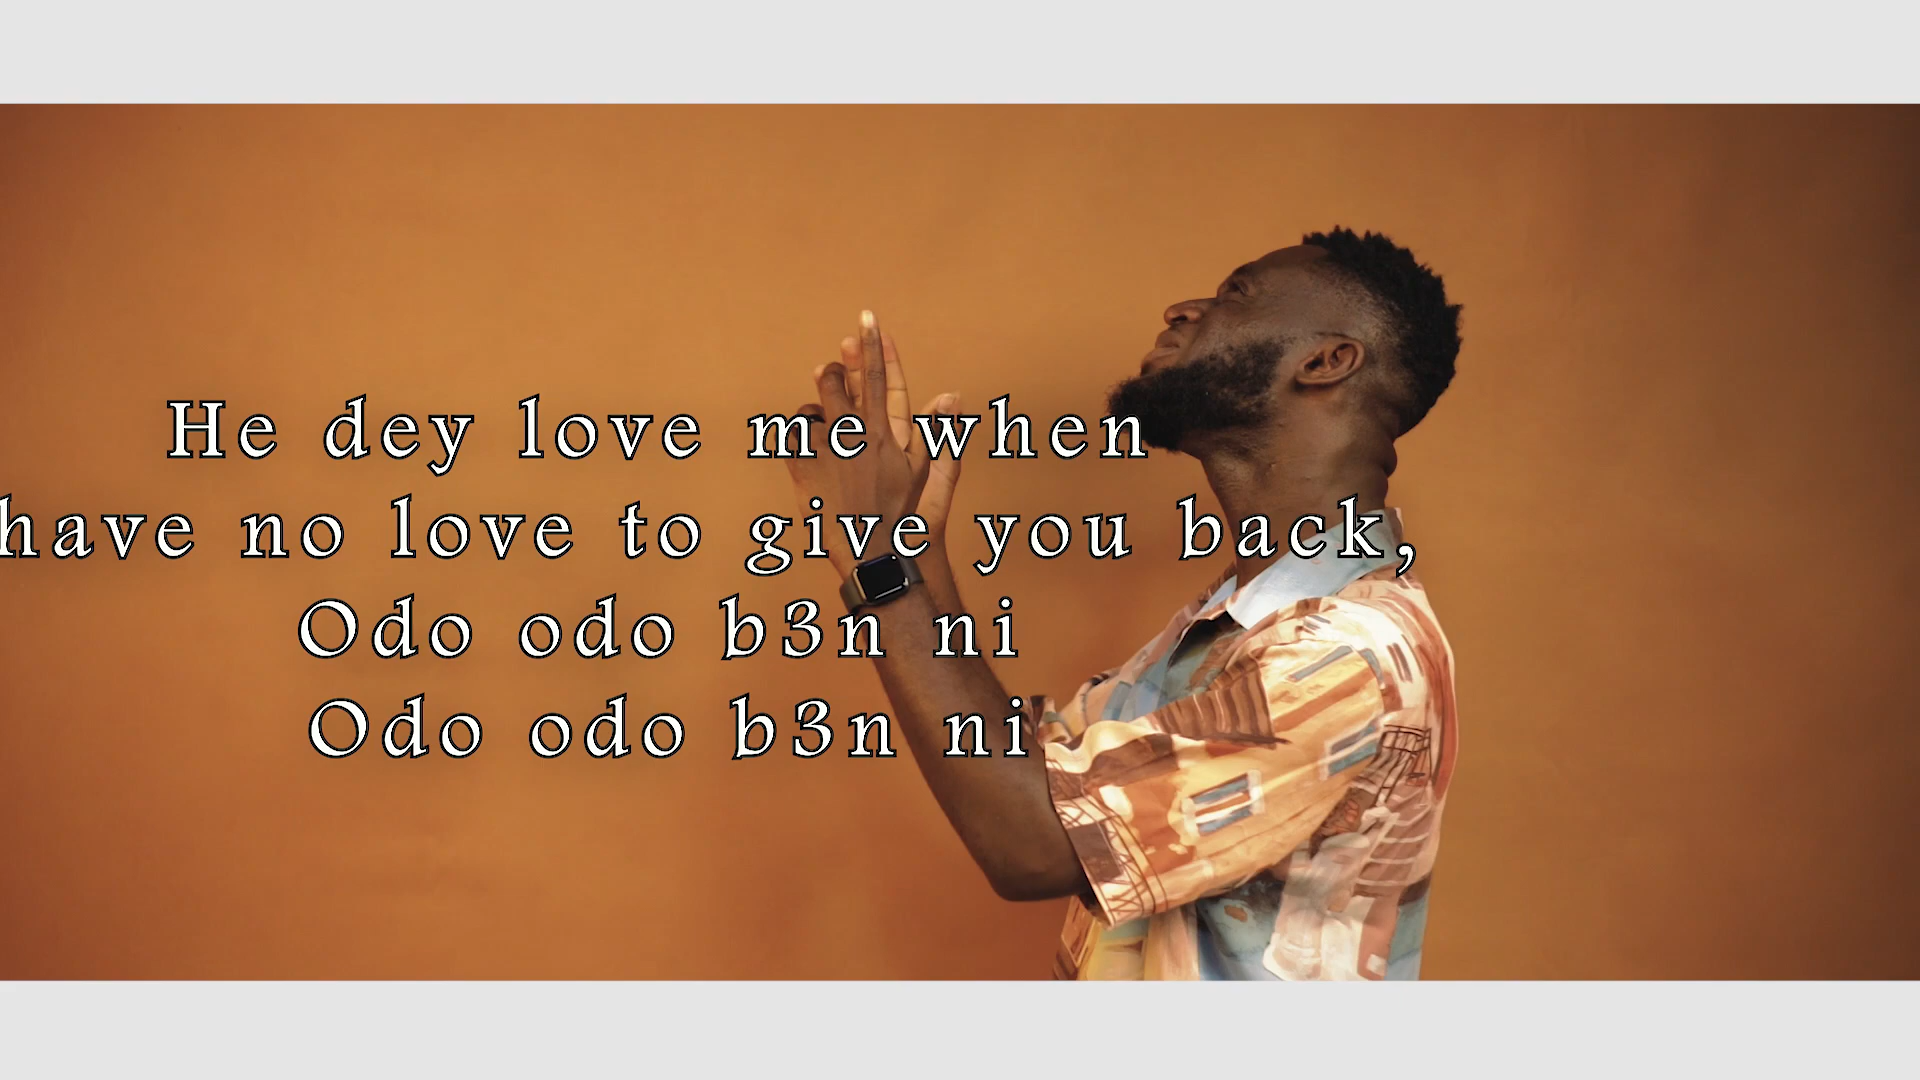 He dey love me when
have no love to give you back,
Odo odo b3n ni
Odo odo b3n ni